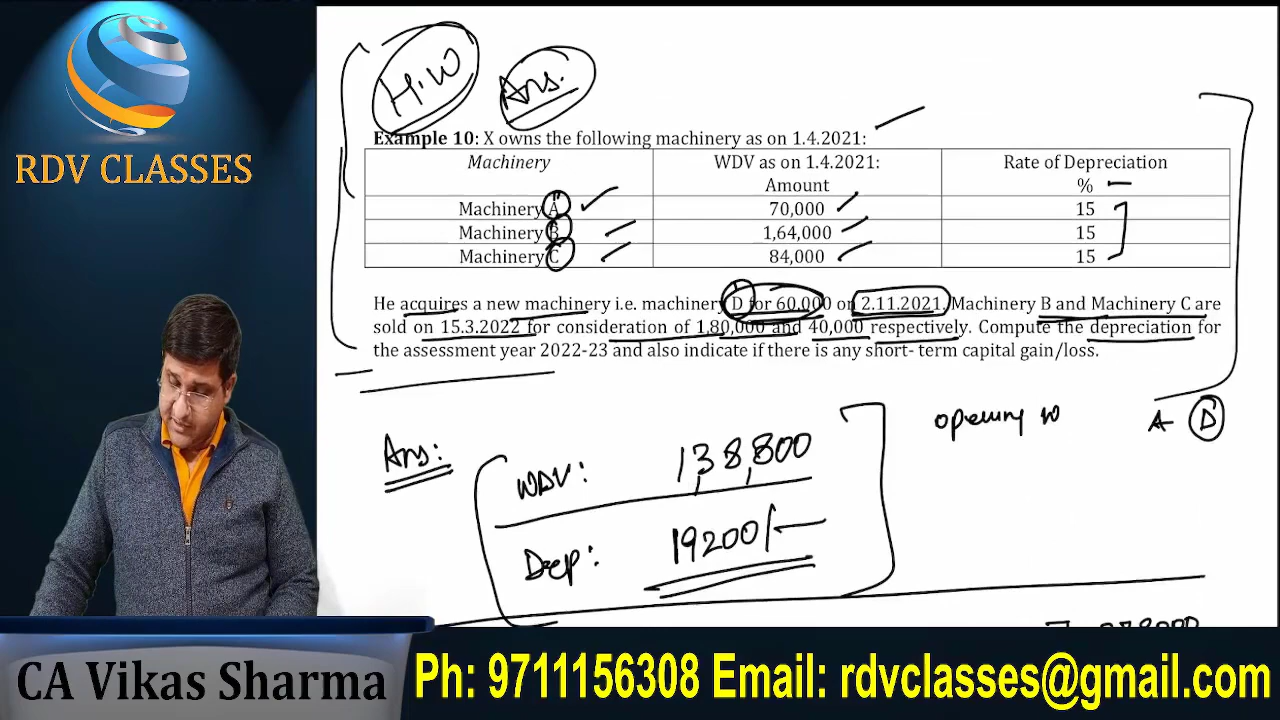 H.W Ans.
RDV CLASSES
Example 10: X owns the following machinery as on 1.4.2021:
Machinery WDV as on 1.4.2021: Amount Rate of Depreciation %
Machinery A 70,000 15
Machinery B 1,64,000 15
Machinery C 84,000 15
He acquires a new machinery i.e. machinery D for 60,000 on 2.11.2021. Machinery B and Machinery C are
sold on 15.3.2022 for consideration of 1,80,000 and 40,000 respectively. Compute the depreciation for
the assessment year 2022-23 and also indicate if there is any short- term capital gain/loss.
opening w A D
Ans:
WDV: 138,800
Dep: 19200/-
CA Vikas Sharma
Ph: 9711156308 Email: rdvclasses@gmail.com